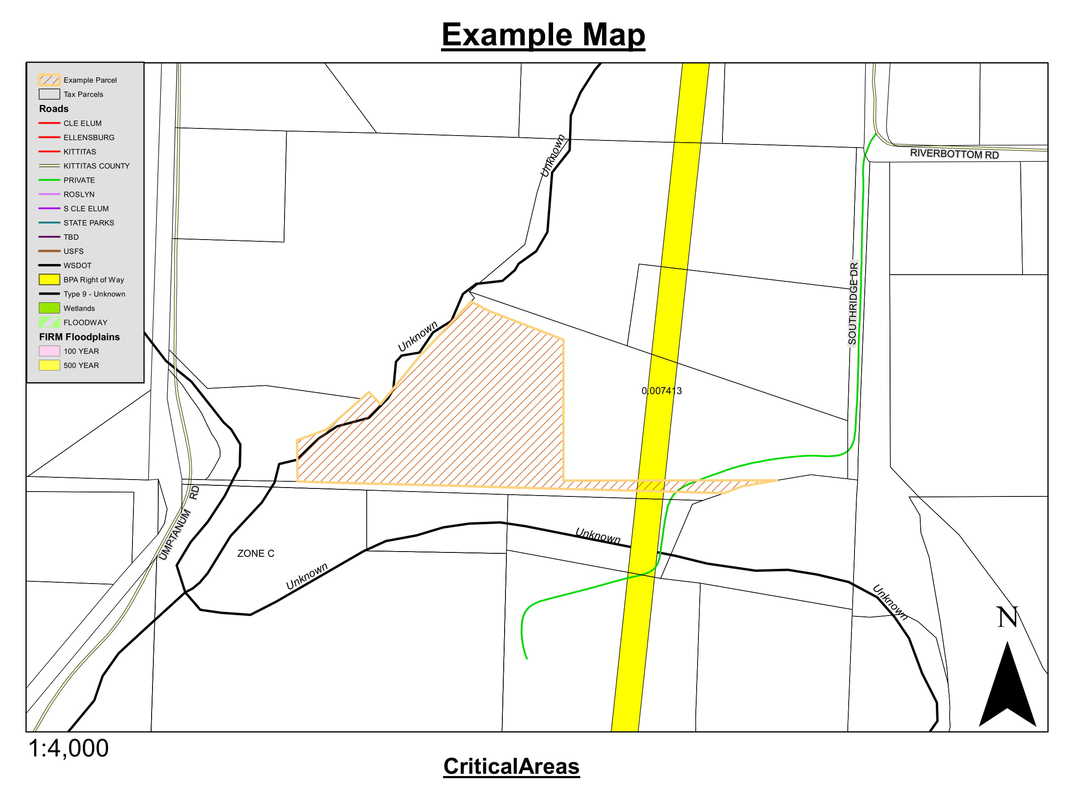 Example Map
Example Parcel
Tax Parcels
Roads
CLE ELUM
ELLENSBURG
KITTITAS
KITTITAS COUNTY
PRIVATE
ROSLYN
S CLE ELUM
STATE PARKS
TBD
USFS
WSDOT
BPA Right of Way
Type 9 - Unknown
Wetlands
FLOODWAY
FIRM Floodplains
100 YEAR
500 YEAR
Unknown
RIVERBOTTOM RD
SOUTHRIDGE DR
Unknown
0.007413
UMPTANUM RD
ZONE C
Unknown
Unknown
Unknown
N
1:4,000
CriticalAreas